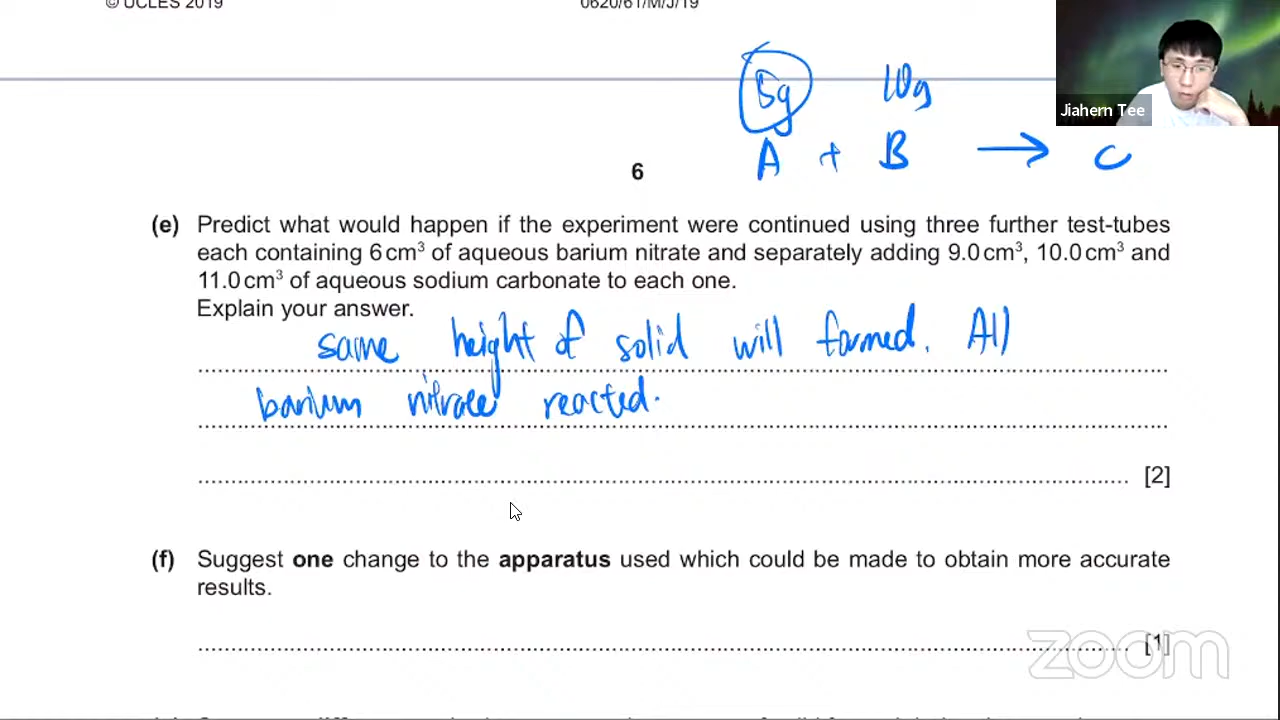 © UCLES 2019
0620/61/M/J/19
5g 10g
A + B → C
Jiahern Tee
6
(e) Predict what would happen if the experiment were continued using three further test-tubes
each containing 6 cm³ of aqueous barium nitrate and separately adding 9.0 cm³, 10.0 cm³ and
11.0 cm³ of aqueous sodium carbonate to each one.
Explain your answer.
same height of solid will formed. All
barium nitrate reacted.
[2]
(f) Suggest one change to the apparatus used which could be made to obtain more accurate
results.
[1]
zoom